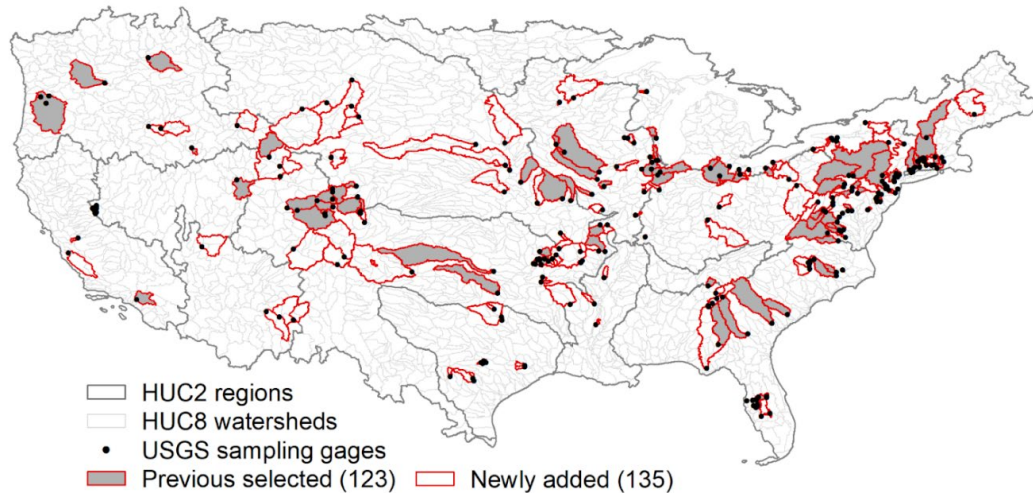 HUC2 regions
HUC8 watersheds
USGS sampling gages
Previous selected (123) Newly added (135)